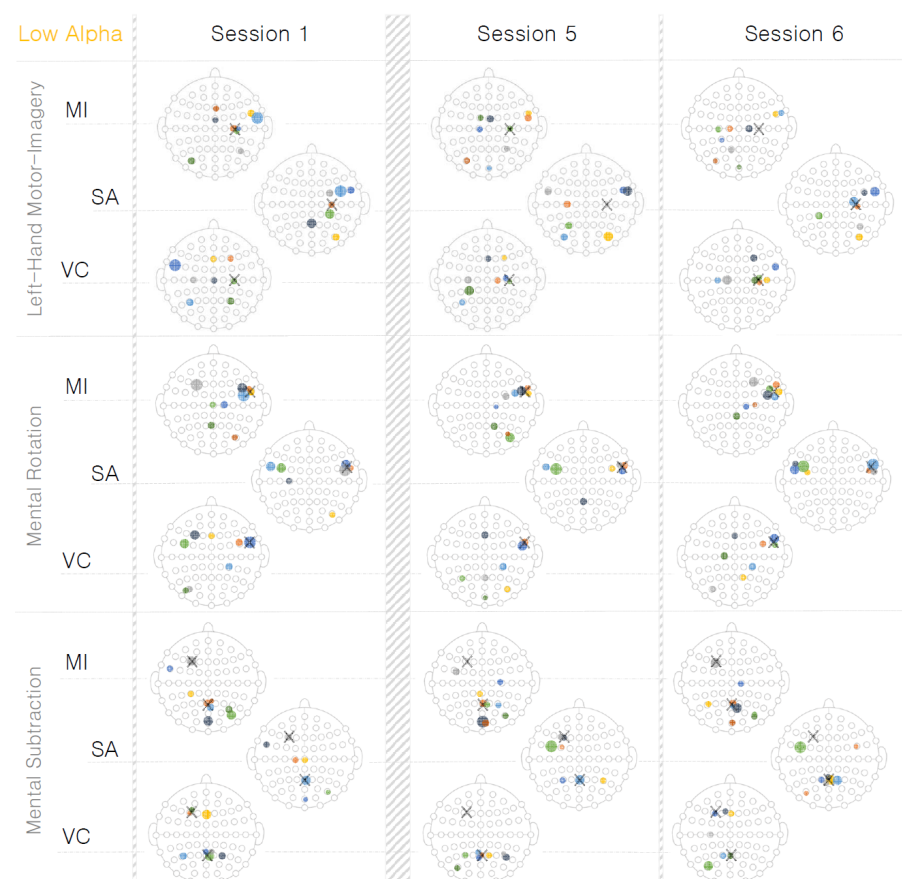 Low Alpha
Session 1
Session 5
Session 6
Left-Hand Motor-Imagery
MI
SA
VC
Mental Rotation
MI
SA
VC
Mental Subtraction
MI
SA
VC